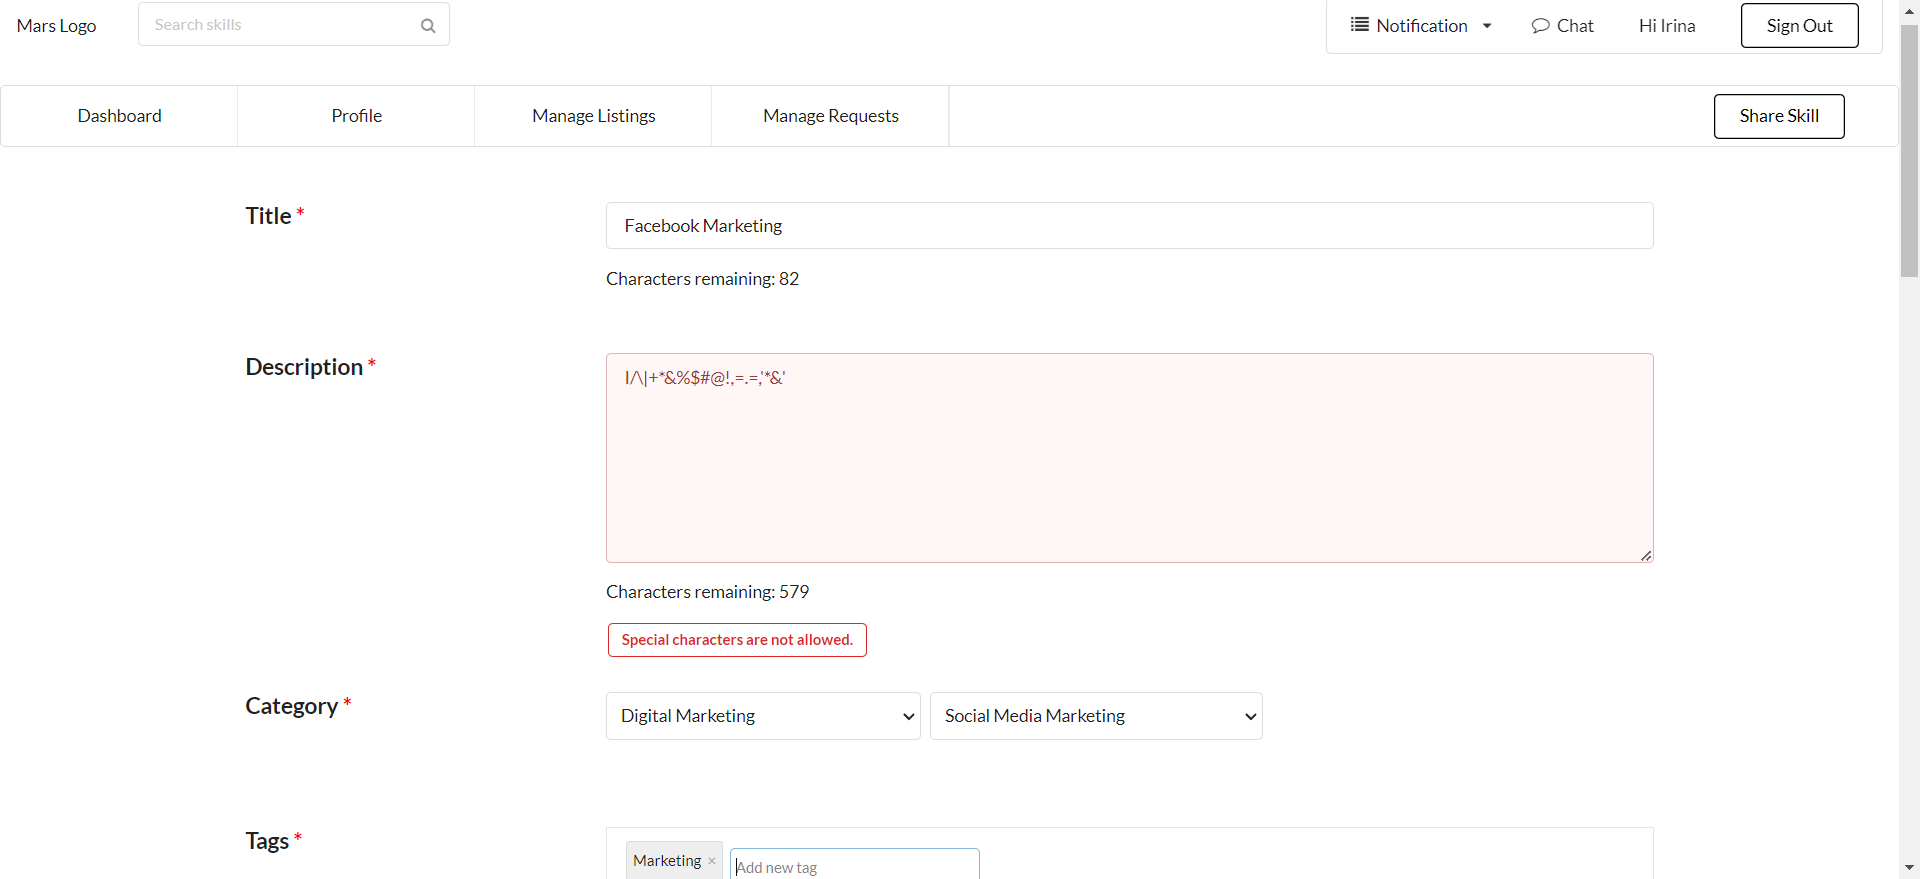 Mars Logo
Search skills
Notification
Chat
Hi Irina
Sign Out
Dashboard
Profile
Manage Listings
Manage Requests
Share Skill
Title *
Facebook Marketing
Characters remaining: 82
Description *
I/\|+*&%$#@!,=.=,'*&'
Characters remaining: 579
Special characters are not allowed.
Category *
Digital Marketing
Social Media Marketing
Tags *
Marketing ×
Add new tag